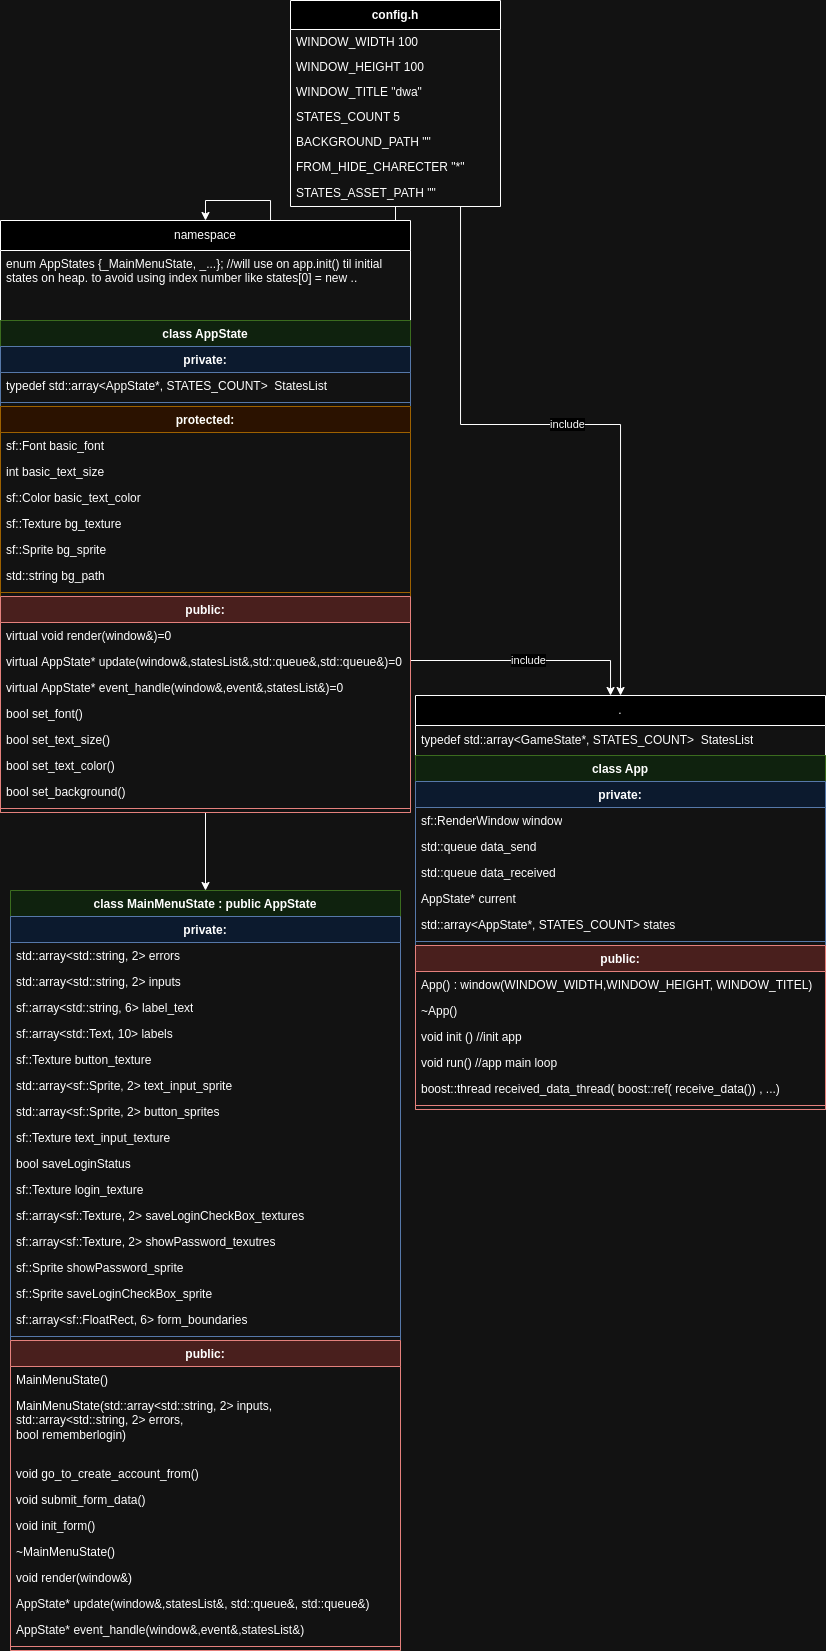 config.h
WINDOW_WIDTH 100
WINDOW_HEIGHT 100
WINDOW_TITLE "dwa"
STATES_COUNT 5
BACKGROUND_PATH ""
FROM_HIDE_CHARECTER "*"
STATES_ASSET_PATH ""
namespace
enum AppStates {_MainMenuState, _...}; //will use on app.init() til initial
states on heap. to avoid using index number like states[0] = new ..
class AppState
private:
typedef std::array<AppState*, STATES_COUNT>  StatesList
protected:
sf::Font basic_font
int basic_text_size
sf::Color basic_text_color
sf::Texture bg_texture
sf::Sprite bg_sprite
std::string bg_path
public:
virtual void render(window&)=0
virtual AppState* update(window&,statesList&,std::queue&,std::queue&)=0
virtual AppState* event_handle(window&,event&,statesList&)=0
bool set_font()
bool set_text_size()
bool set_text_color()
bool set_background()
include
include
.
typedef std::array<GameState*, STATES_COUNT>  StatesList
class App
private:
sf::RenderWindow window
std::queue data_send
std::queue data_received
AppState* current
std::array<AppState*, STATES_COUNT> states
public:
App() : window(WINDOW_WIDTH,WINDOW_HEIGHT, WINDOW_TITEL)
~App()
void init () //init app
void run() //app main loop
boost::thread received_data_thread( boost::ref( receive_data()) , ...)
class MainMenuState : public AppState
private:
std::array<std::string, 2> errors
std::array<std::string, 2> inputs
sf::array<std::string, 6> label_text
sf::array<std::Text, 10> labels
sf::Texture button_texture
std::array<sf::Sprite, 2> text_input_sprite
std::array<sf::Sprite, 2> button_sprites
sf::Texture text_input_texture
bool saveLoginStatus
sf::Texture login_texture
sf::array<sf::Texture, 2> saveLoginCheckBox_textures
sf::array<sf::Texture, 2> showPassword_texutres
sf::Sprite showPassword_sprite
sf::Sprite saveLoginCheckBox_sprite
sf::array<sf::FloatRect, 6> form_boundaries
public:
MainMenuState()
MainMenuState(std::array<std::string, 2> inputs,
std::array<std::string, 2> errors,
bool rememberlogin)
void go_to_create_account_from()
void submit_form_data()
void init_form()
~MainMenuState()
void render(window&)
AppState* update(window&,statesList&, std::queue&, std::queue&)
AppState* event_handle(window&,event&,statesList&)